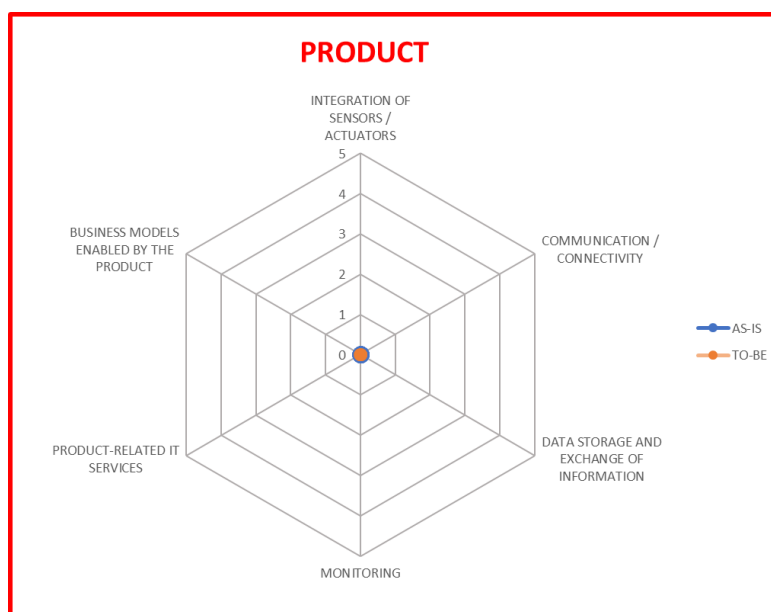 PRODUCT
INTEGRATION OF
SENSORS /
ACTUATORS
5
4
3
2
1
0
COMMUNICATION /
CONNECTIVITY
DATA STORAGE AND
EXCHANGE OF
INFORMATION
MONITORING
PRODUCT-RELATED IT
SERVICES
BUSINESS MODELS
ENABLED BY THE
PRODUCT
AS-IS
TO-BE